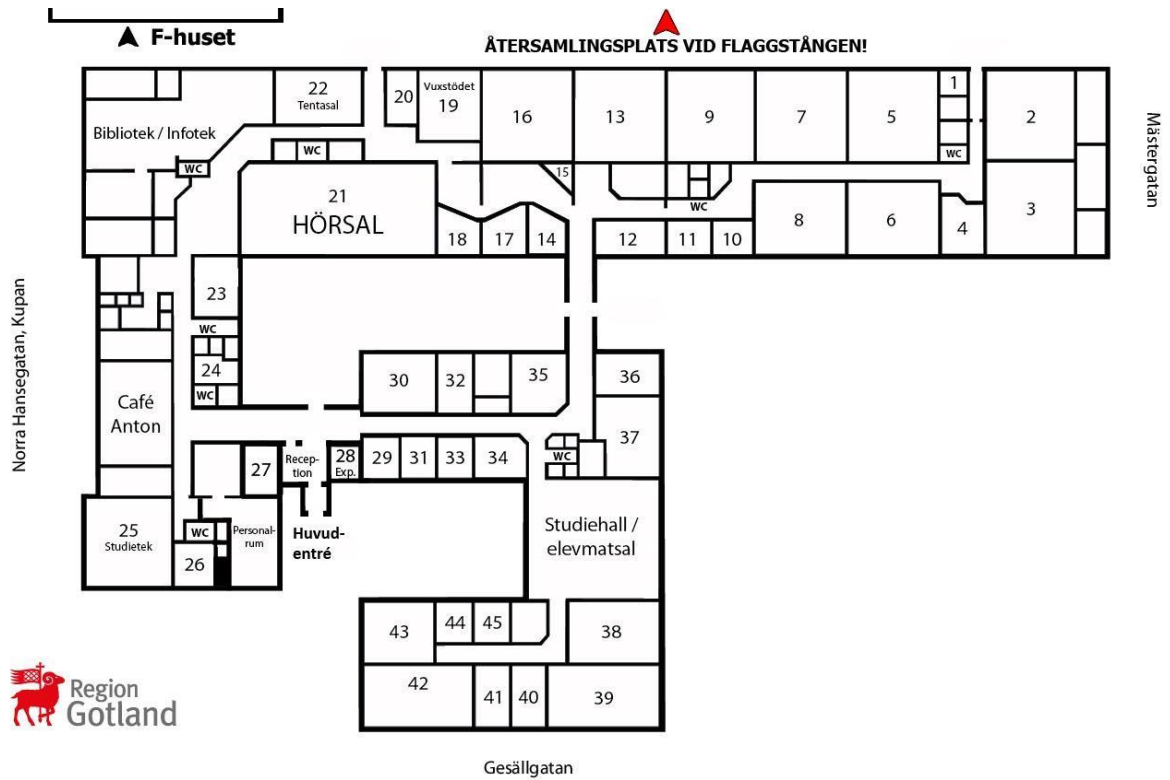 F-huset
ÅTERSAMLINGSPLATS VID FLAGGSTÅNGEN!
22
Tentasal
20
Vuxstödet
19
16
13
9
7
5
1
2
Bibliotek / Infotek
WC
WC
WC
15
WC
21
HÖRSAL
18
17
14
12
11
10
8
6
4
3
Mästergatan
Norra Hansegatan, Kupan
23
WC
24
WC
Café
Anton
30
32
35
36
37
27
Recep-
tion
28
Exp.
29
31
33
34
WC
25
Studietek
WC
26
Personal-
rum
Huvud-
entré
Studiehall /
elevmatsal
43
44
45
38
42
41
40
39
Region
Gotland
Gesällgatan